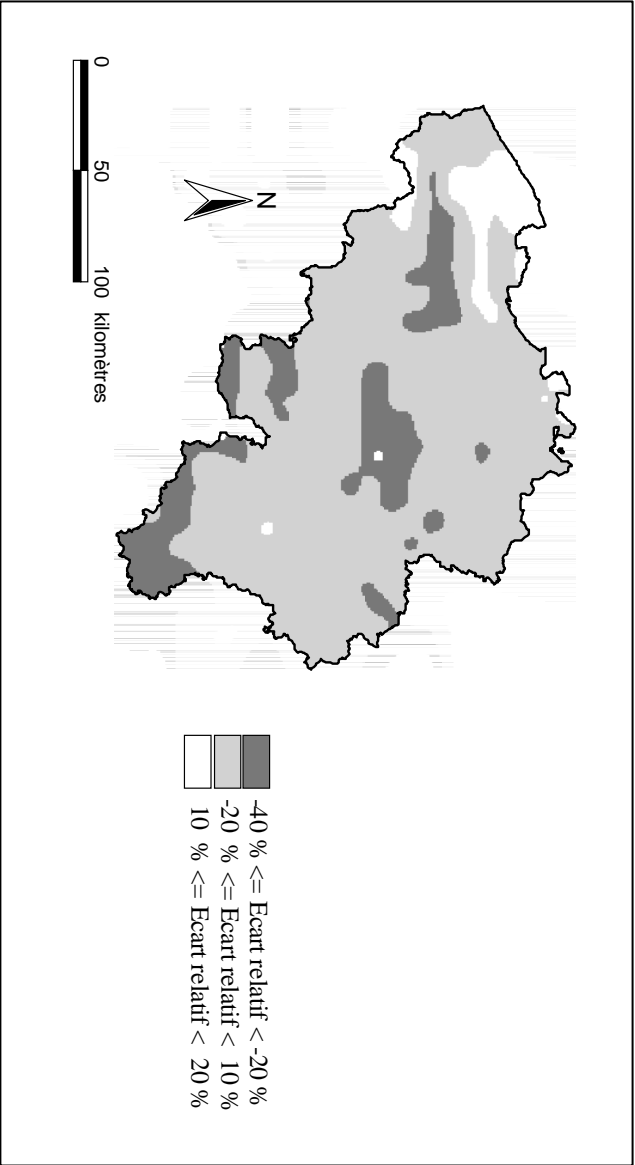 N
0 50 100 kilomètres
-40 % <= Ecart relatif < -20 %
-20 % <= Ecart relatif < 10 %
10 % <= Ecart relatif < 20 %